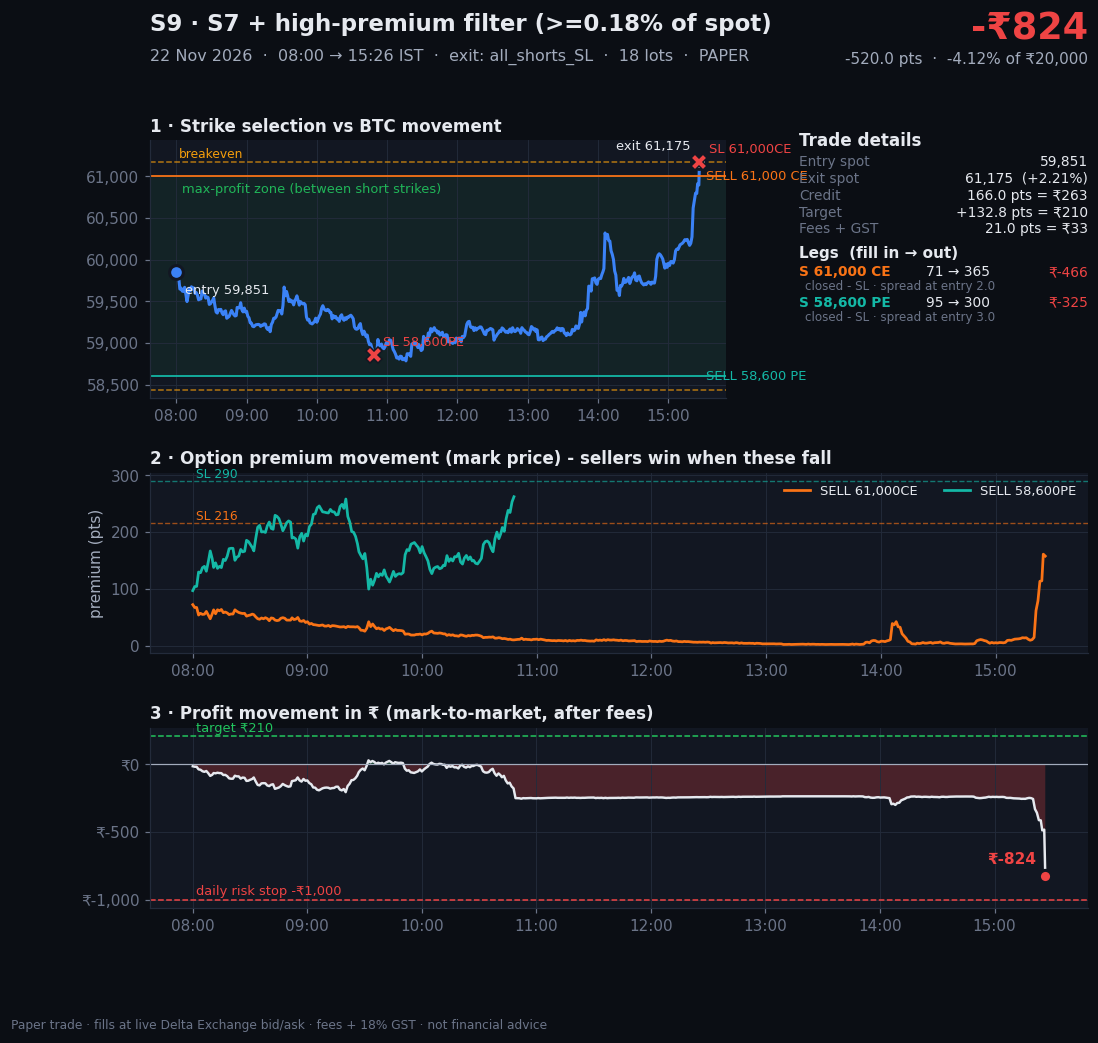 S9 · S7 + high-premium filter (>=0.18% of spot)
-₹824
22 Nov 2026 · 08:00 → 15:26 IST · exit: all_shorts_SL · 18 lots · PAPER
-520.0 pts · -4.12% of ₹20,000
1 · Strike selection vs BTC movement
breakeven
exit 61,175
SL 61,000CE
61,000
SELL 61,000 CE
max-profit zone (between short strikes)
60,500
60,000
entry 59,851
59,500
59,000
SL 58,600PE
58,500
SELL 58,600 PE
08:00 09:00 10:00 11:00 12:00 13:00 14:00 15:00
Trade details
Entry spot 59,851
Exit spot 61,175 (+2.21%)
Credit 166.0 pts = ₹263
Target +132.8 pts = ₹210
Fees + GST 21.0 pts = ₹33
Legs (fill in → out)
S 61,000 CE 71 → 365 ₹-466
closed - SL · spread at entry 2.0
S 58,600 PE 95 → 300 ₹-325
closed - SL · spread at entry 3.0
2 · Option premium movement (mark price) - sellers win when these fall
300
SL 290
SELL 61,000CE SELL 58,600PE
SL 216
200
premium (pts)
100
0
08:00 09:00 10:00 11:00 12:00 13:00 14:00 15:00
3 · Profit movement in ₹ (mark-to-market, after fees)
target ₹210
₹0
₹-500
₹-824
daily risk stop -₹1,000
₹-1,000
08:00 09:00 10:00 11:00 12:00 13:00 14:00 15:00
Paper trade · fills at live Delta Exchange bid/ask · fees + 18% GST · not financial advice